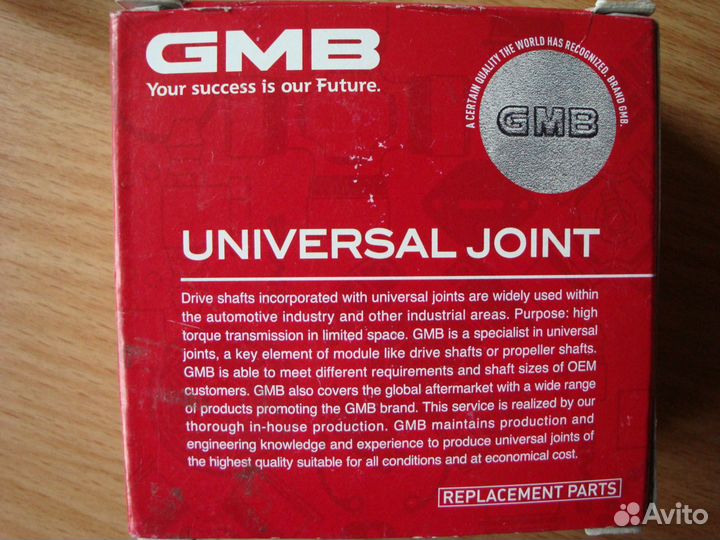 GMB
Your success is our Future.
A CERTAIN QUALITY THE WORLD HAS RECOGNIZED, BRAND GMB.
GMB
UNIVERSAL JOINT
Drive shafts incorporated with universal joints are widely used within
the automotive industry and other industrial areas. Purpose: high
torque transmission in limited space. GMB is a specialist in universal
joints, a key element of module like drive shafts or propeller shafts.
GMB is able to meet different requirements and shaft sizes of OEM
customers. GMB also covers the global aftermarket with a wide range
of products promoting the GMB brand. This service is realized by our
thorough in-house production. GMB maintains production and
engineering knowledge and experience to produce universal joints of
the highest quality suitable for all conditions and at economical cost.
REPLACEMENT PARTS
Avito